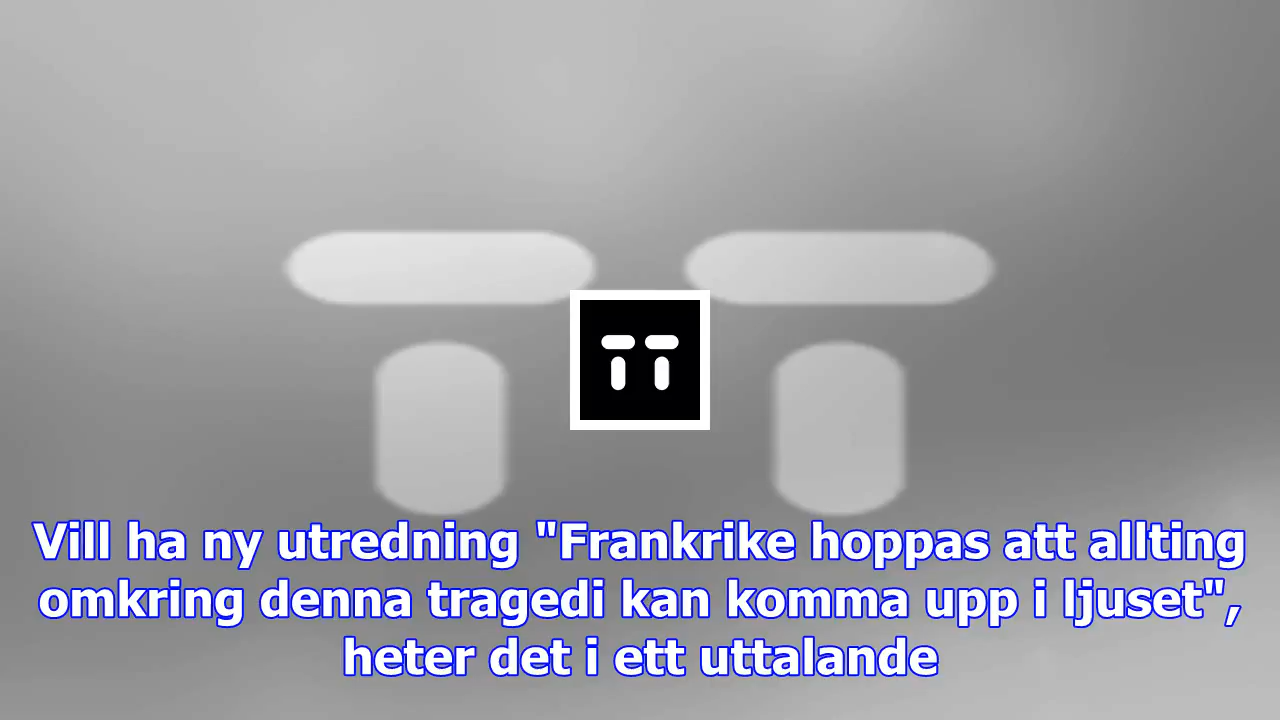 TT
Vill ha ny utredning "Frankrike hoppas att allting
omkring denna tragedi kan komma upp i ljuset",
heter det i ett uttalande